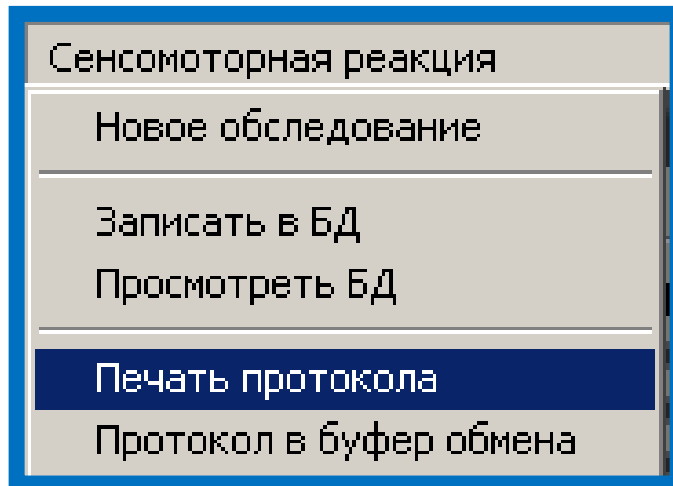 Сенсомоторная реакция
Новое обследование
Записать в БД
Просмотреть БД
Печать протокола
Протокол в буфер обмена